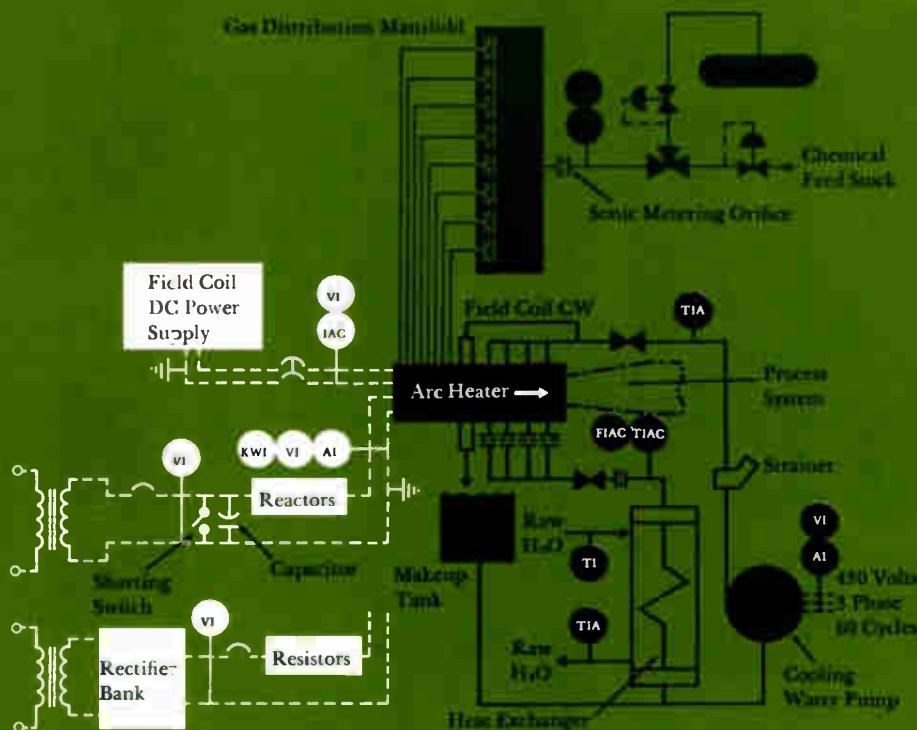 Gas Distribution Manifold
Chemical
Feed Stock
Sonic Metering Orifice
Field Coil
DC Power
Supply
VI
IAC
Field Coil CW
TIA
Arc Heater
Process
System
KWI
VI
AI
FIAC
TIAC
VI
Reactors
Strainer
Raw
H₂O
TI
VI
AI
Shorting
Switch
Capacitor
Makeup
Tank
450 Volts
3 Phase
60 Cycles
VI
TIA
Rectifier
Bank
Resistors
Raw
H₂O
Cooling
Water Pump
Heat Exchanger